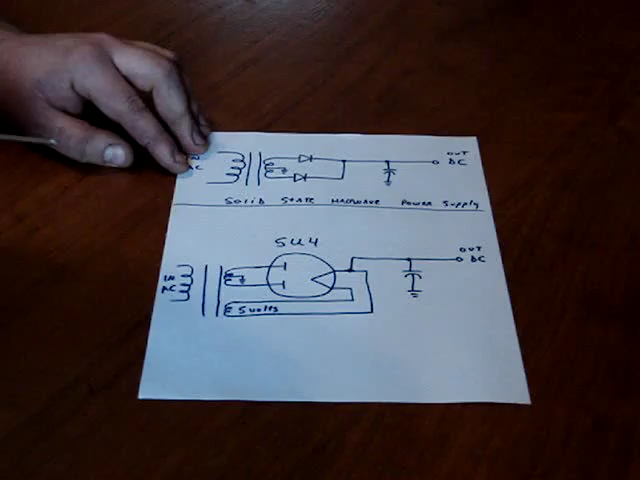 OUT
DC
Solid STATE HALFWAVE POWER Supply
5U4
OUT
DC
IN
AC
5 volts